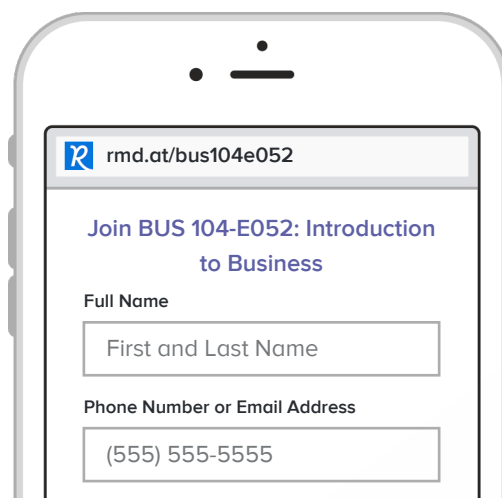 rmd.at/bus104e052
Join BUS 104-E052: Introduction
to Business
Full Name
First and Last Name
Phone Number or Email Address
(555) 555-5555